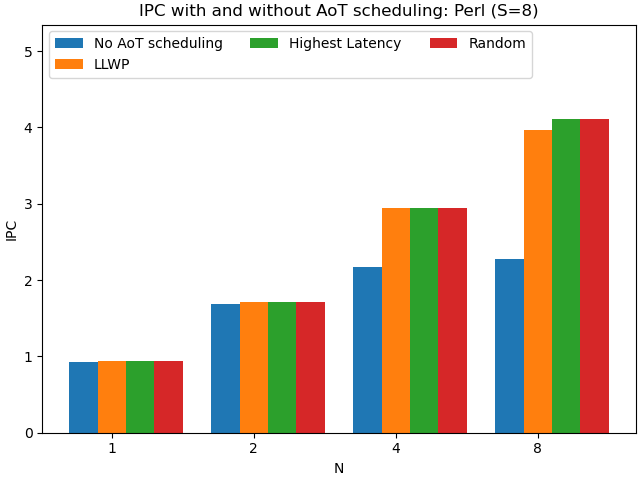 IPC with and without AoT scheduling: Perl (S=8)
No AoT scheduling
LLWP
Highest Latency
Random
5
4
3
2
1
0
IPC
1 2 4 8
N